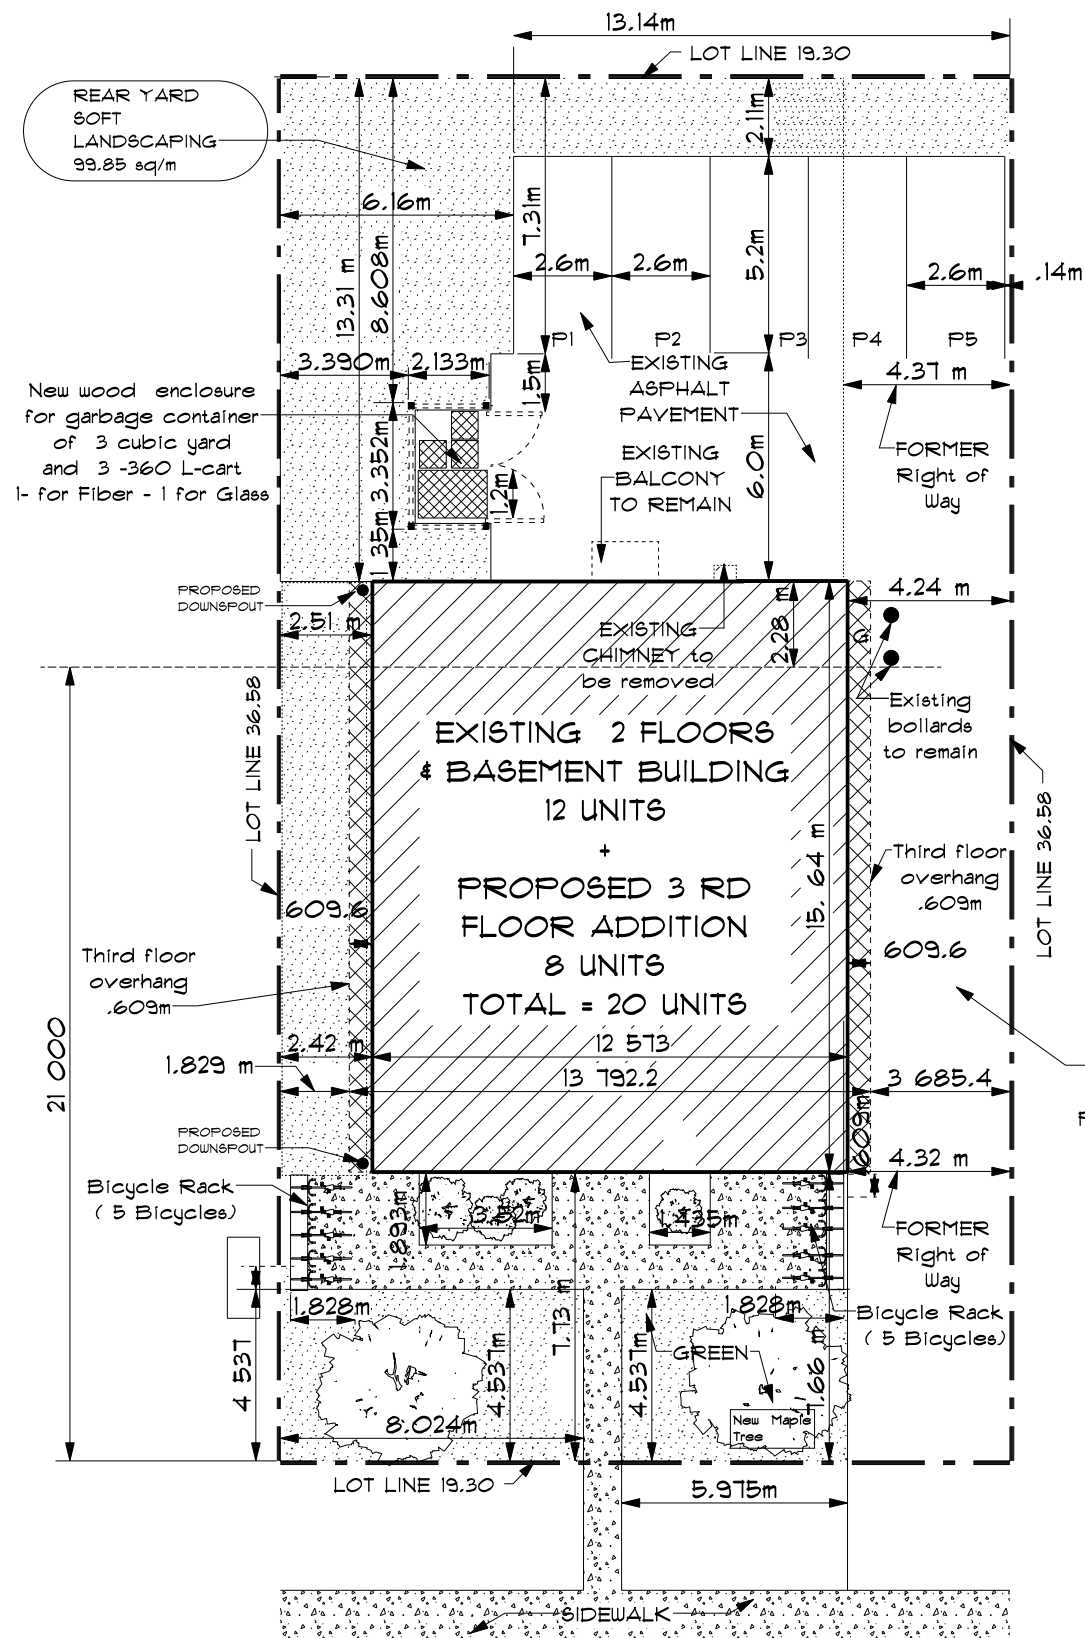 13.14m
LOT LINE 19.30
REAR YARD
SOFT
LANDSCAPING
99.85 sq/m
2.11m
6.16m
7.31m
13.31 m
8.608m
5.2m
2.6m
2.6m
2.6m
.14m
P1
P2
P3
P4
P5
3.390m
2.133m
1.5m
EXISTING
ASPHALT
PAVEMENT
4.37 m
New wood enclosure
for garbage container
of 3 cubic yard
and 3 -360 L-cart
1- for Fiber - 1 for Glass
3.352m
1.2m
EXISTING
BALCONY
TO REMAIN
6.0m
FORMER
Right of
Way
1.35m
PROPOSED
DOWNSPOUT
2.51 m
4.24 m
EXISTING
CHIMNEY to
be removed
2.28 m
G
Existing
bollards
to remain
LOT LINE 36.58
EXISTING 2 FLOORS
& BASEMENT BUILDING
12 UNITS
+
PROPOSED 3 RD
FLOOR ADDITION
8 UNITS
TOTAL = 20 UNITS
15. 64 m
LOT LINE 36.58
Third floor
overhang
.609m
609.6
609.6
Third floor
overhang
.609m
21 000
2.42 m
12 573
1.829 m
13 792.2
3 685.4
.609m
PROPOSED
DOWNSPOUT
4.32 m
Bicycle Rack
( 5 Bicycles)
1.893m
3.52m
1.435m
FORMER
Right of
Way
1.828m
7.73 m
1.828m
Bicycle Rack
( 5 Bicycles)
4 537
4.537m
4.537m
GREEN
7.66 m
New Maple
Tree
8.024m
LOT LINE 19.30
5.975m
SIDEWALK